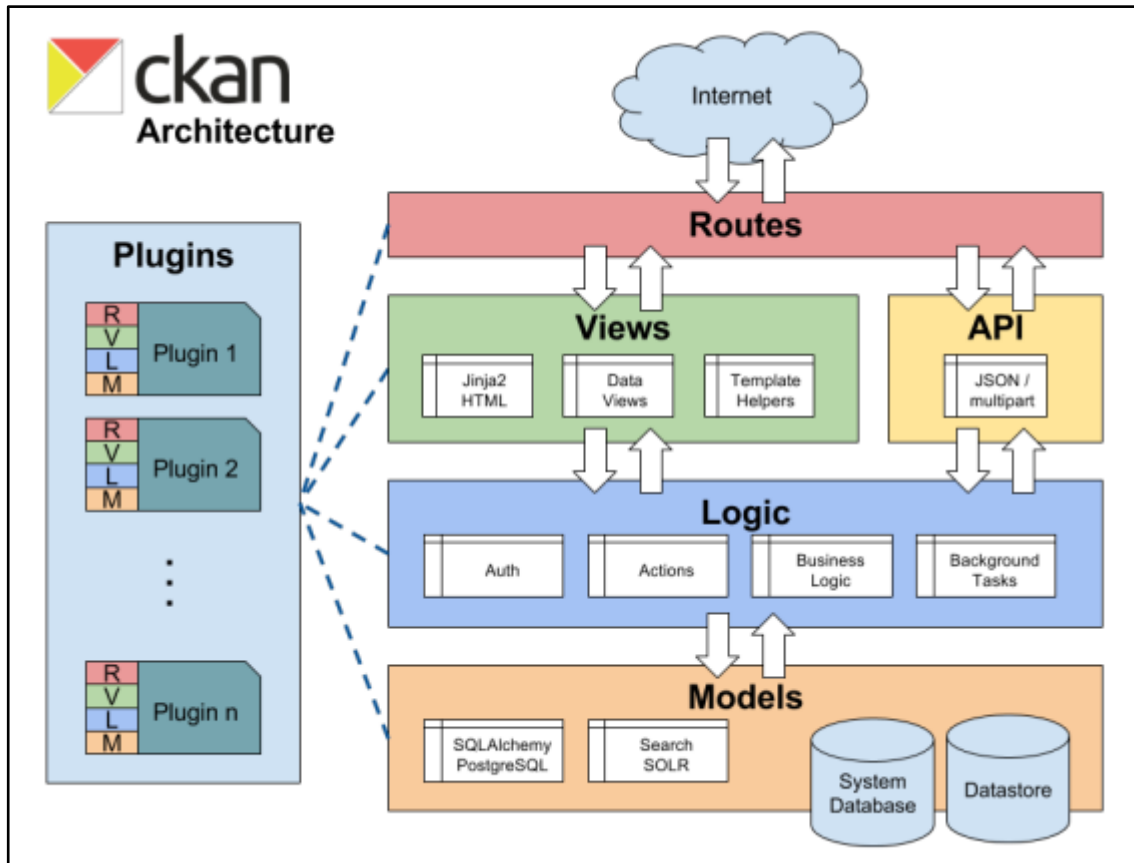 ckan
Architecture
Internet
Routes
Plugins
R
V
L
M
Plugin 1
R
V
L
M
Plugin 2
R
V
L
M
Plugin n
Views
Jinja2
HTML
Data
Views
Template
Helpers
API
JSON /
multipart
Logic
Auth
Actions
Business
Logic
Background
Tasks
Models
SQLAlchemy
PostgreSQL
Search
SOLR
System
Database
Datastore